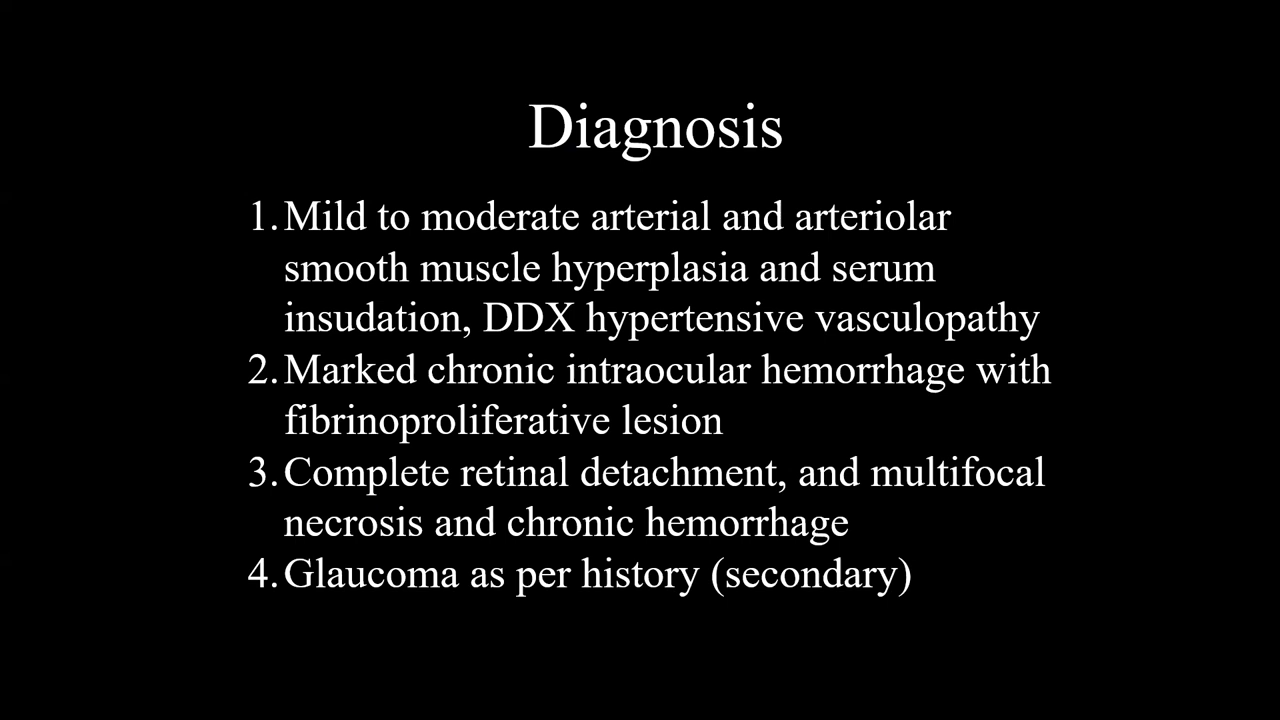 Diagnosis
1. Mild to moderate arterial and arteriolar
smooth muscle hyperplasia and serum
insudation, DDX hypertensive vasculopathy
2. Marked chronic intraocular hemorrhage with
fibrinoproliferative lesion
3. Complete retinal detachment, and multifocal
necrosis and chronic hemorrhage
4. Glaucoma as per history (secondary)